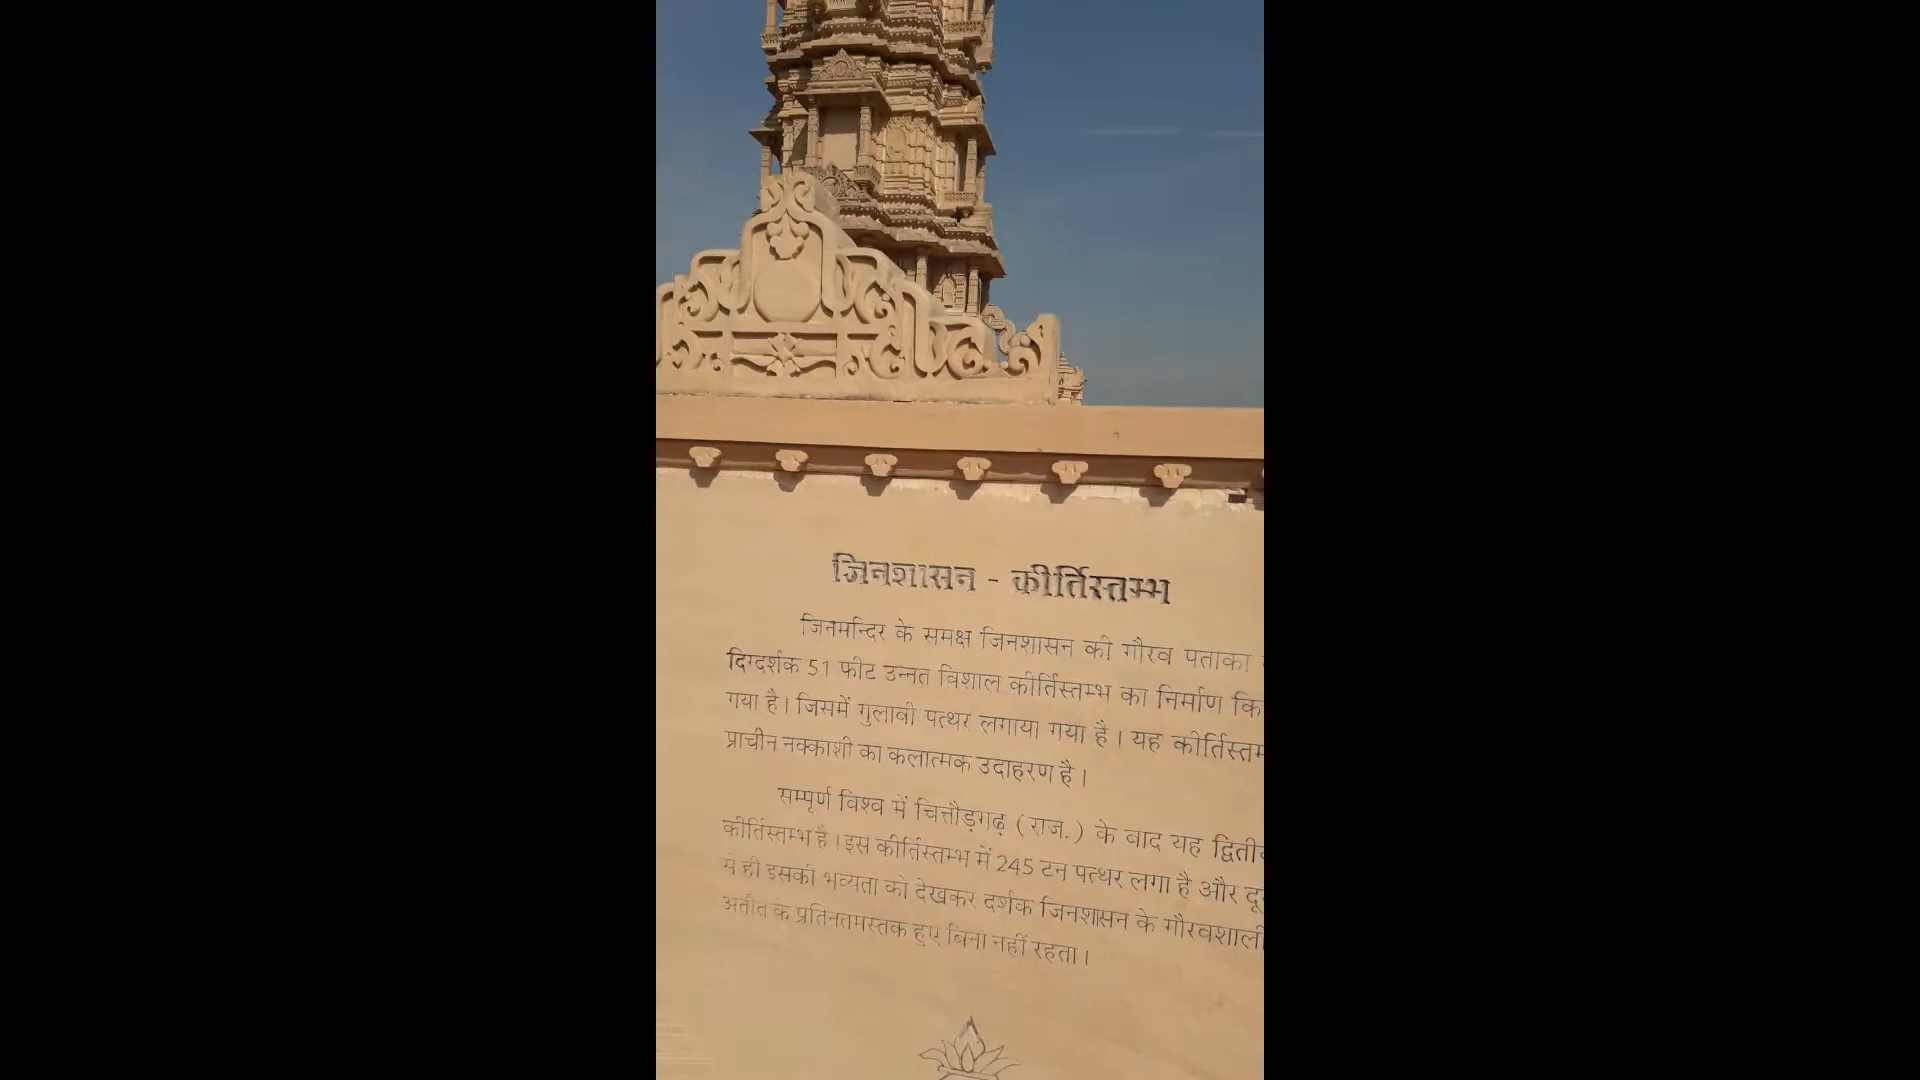 जिनशासन - कीर्तिस्तम्भ
जिनमन्दिर के समक्ष जिनशासन की गौरव पताका
दिग्दर्शक 51 फीट उन्नत विशाल कीर्तिस्तम्भ का निर्माण कि
गया है। जिसमें गुलाबी पत्थर लगाया गया है। यह कीर्तिस्तम
प्राचीन नक्काशी का कलात्मक उदाहरण है।
सम्पूर्ण विश्व में चित्तौड़गढ़ (राज.) के बाद यह द्विती
कीर्तिस्तम्भ है। इस कीर्तिस्तम्भ में 245 टन पत्थर लगा है और दू
से ही इसकी भव्यता को देखकर दर्शक जिनशासन के गौरवशाली
अतीत के प्रतिनतमस्तक हुए बिना नहीं रहता।